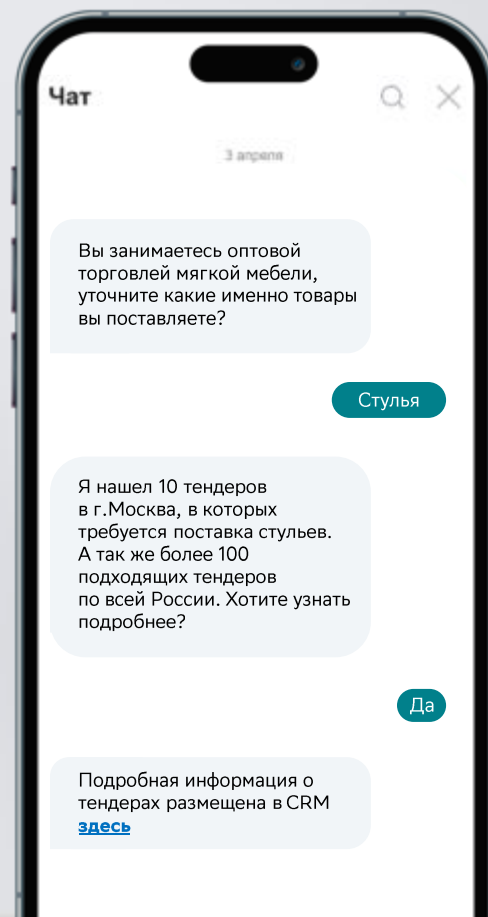 Чат
3 апреля
Вы занимаетесь оптовой
торговлей мягкой мебели,
уточните какие именно товары
вы поставляете?
Стулья
Я нашел 10 тендеров
в г.Москва, в которых
требуется поставка стульев.
А так же более 100
подходящих тендеров
по всей России. Хотите узнать
подробнее?
Да
Подробная информация о
тендерах размещена в CRM
здесь